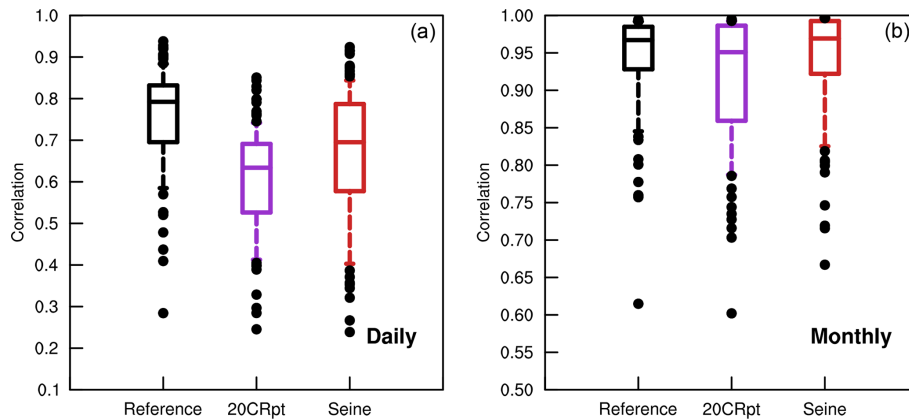 (a)
Correlation
1.0
0.9
0.8
0.7
0.6
0.5
0.4
0.3
0.2
0.1
Daily
Reference 20CRpt Seine
(b)
Correlation
1.00
0.95
0.90
0.85
0.80
0.75
0.70
0.65
0.60
0.55
0.50
Monthly
Reference 20CRpt Seine